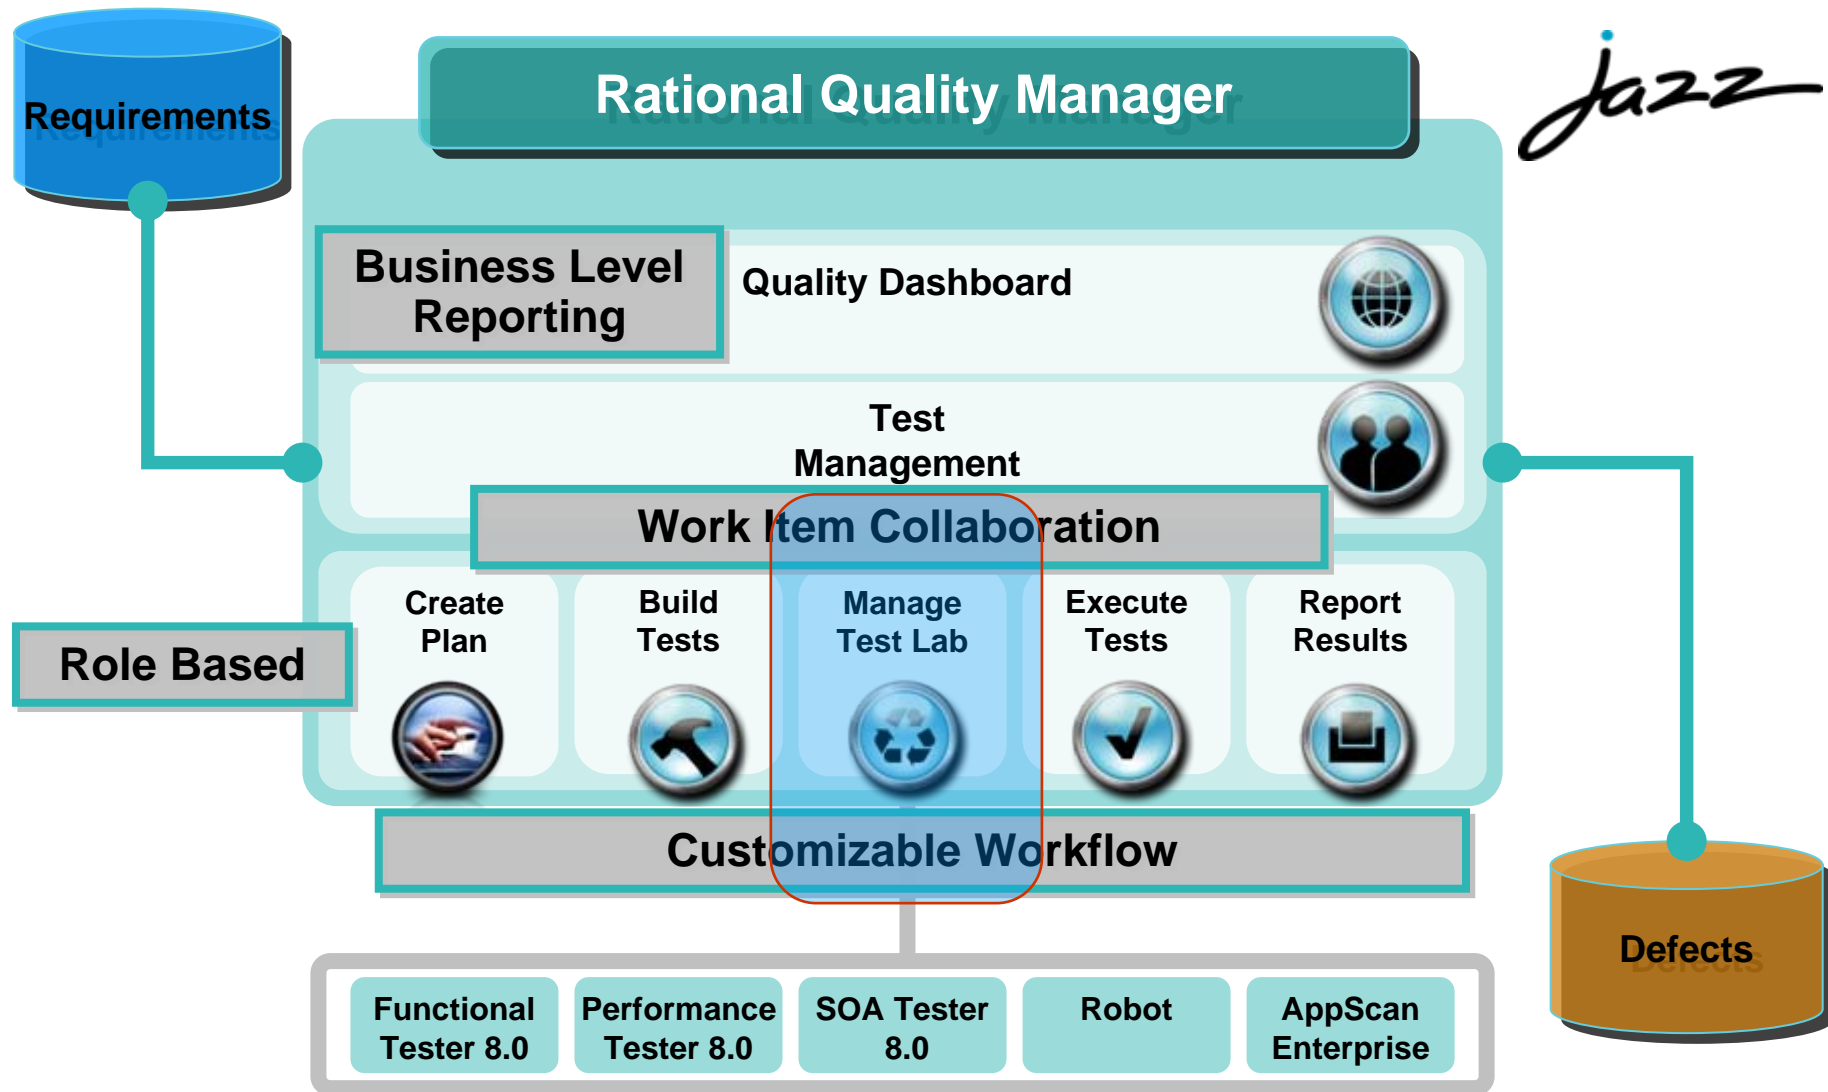 Requirements
Rational Quality Manager
jazz
Business Level
Reporting
Quality Dashboard
Test
Management
Work Item Collaboration
Create
Plan
Build
Tests
Manage
Test Lab
Execute
Tests
Report
Results
Role Based
Customizable Workflow
Defects
Functional
Tester 8.0
Performance
Tester 8.0
SOA Tester
8.0
Robot
AppScan
Enterprise